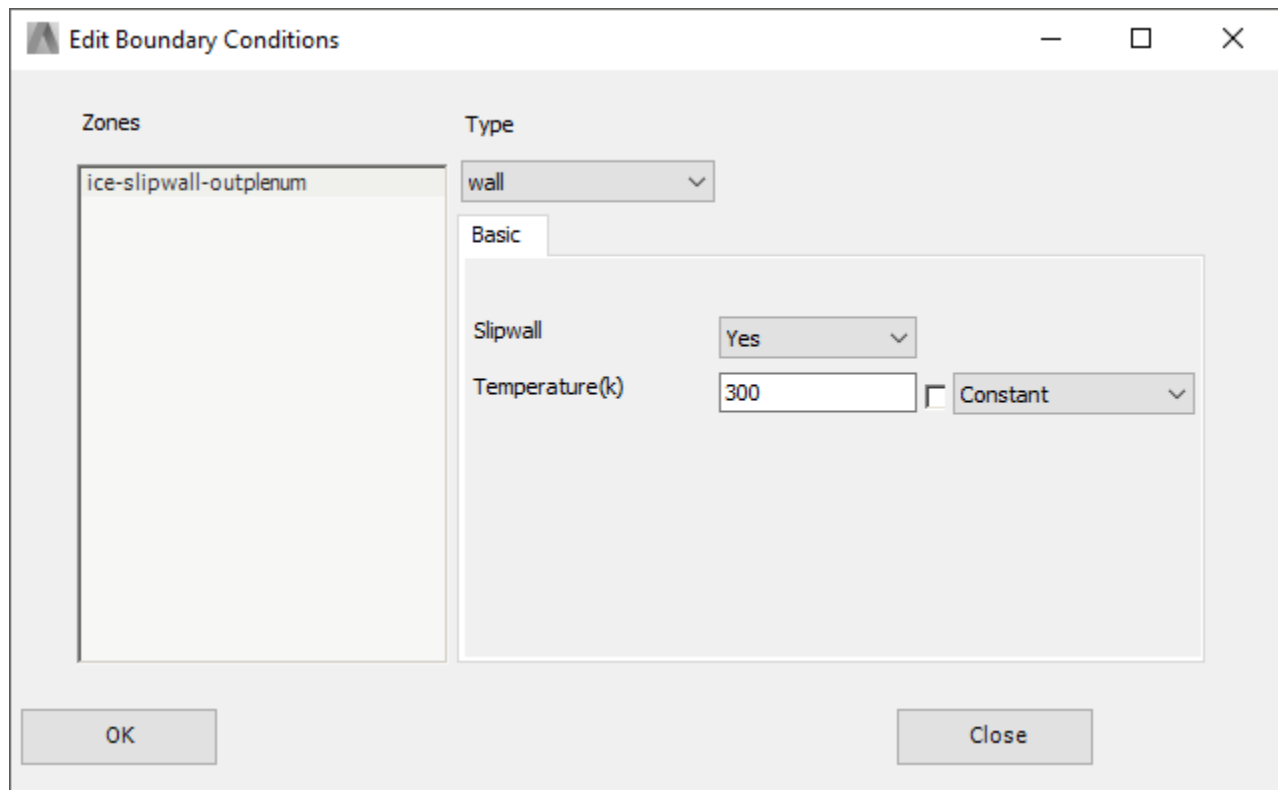 Edit Boundary Conditions
Zones
Type
ice-slipwall-outplenum
wall
Basic
Slipwall
Yes
Temperature(k)
300
Constant
OK
Close